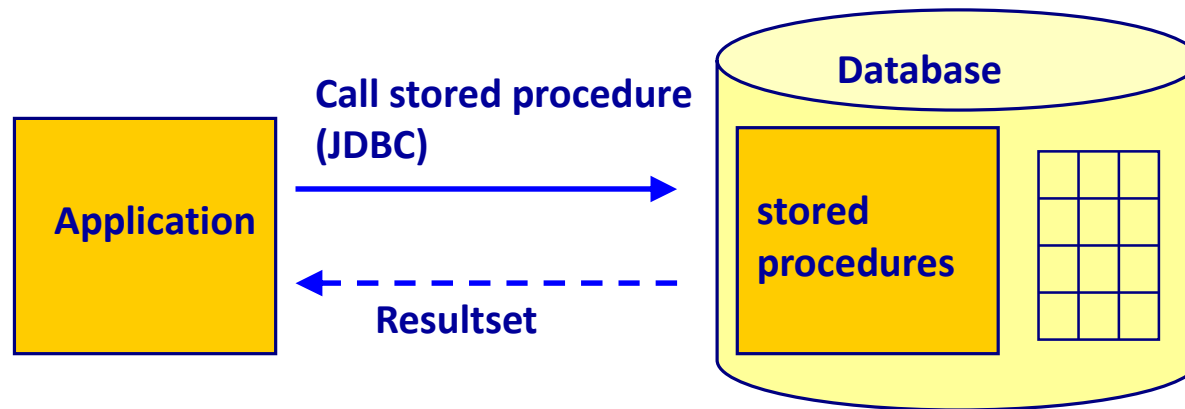 Database
Call stored procedure
(JDBC)
Application
stored
procedures
Resultset